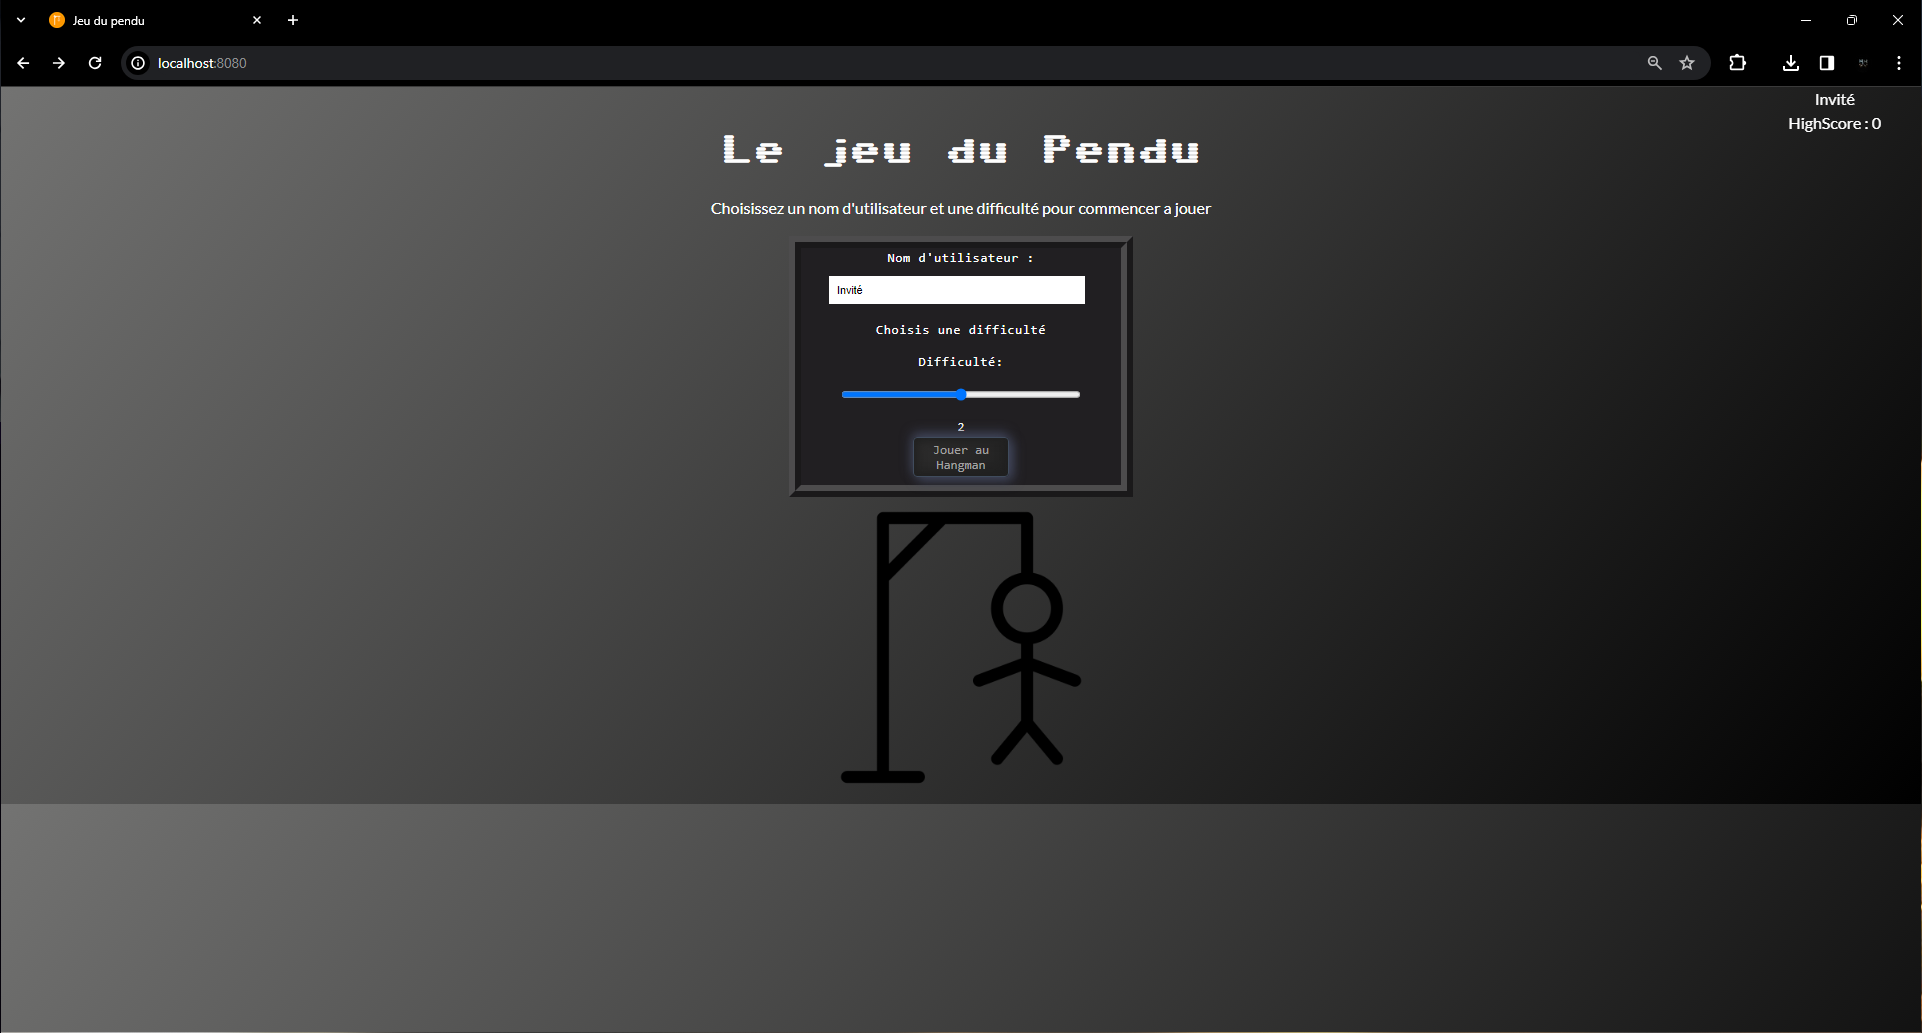 Jeu du pendu
localhost:8080
Invité
HighScore : 0
Le jeu du Pendu
Choisissez un nom d'utilisateur et une difficulté pour commencer a jouer
Nom d'utilisateur :
Invité
Choisis une difficulté
Difficulté:
2
Jouer au
Hangman